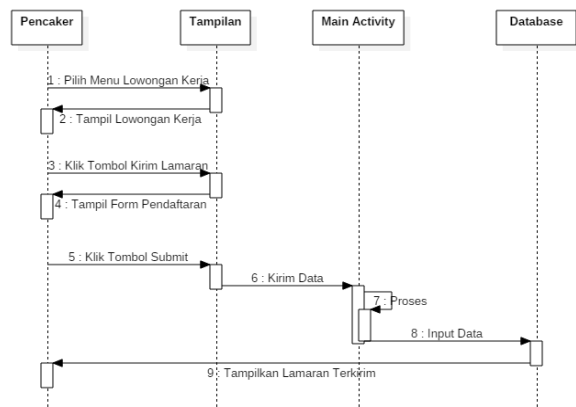 Pencaker
Tampilan
Main Activity
Database
1 : Pilih Menu Lowongan Kerja
2 : Tampil Lowongan Kerja
3 : Klik Tombol Kirim Lamaran
4 : Tampil Form Pendaftaran
5 : Klik Tombol Submit
6 : Kirim Data
7 : Proses
8 : Input Data
9 : Tampilkan Lamaran Terkirim